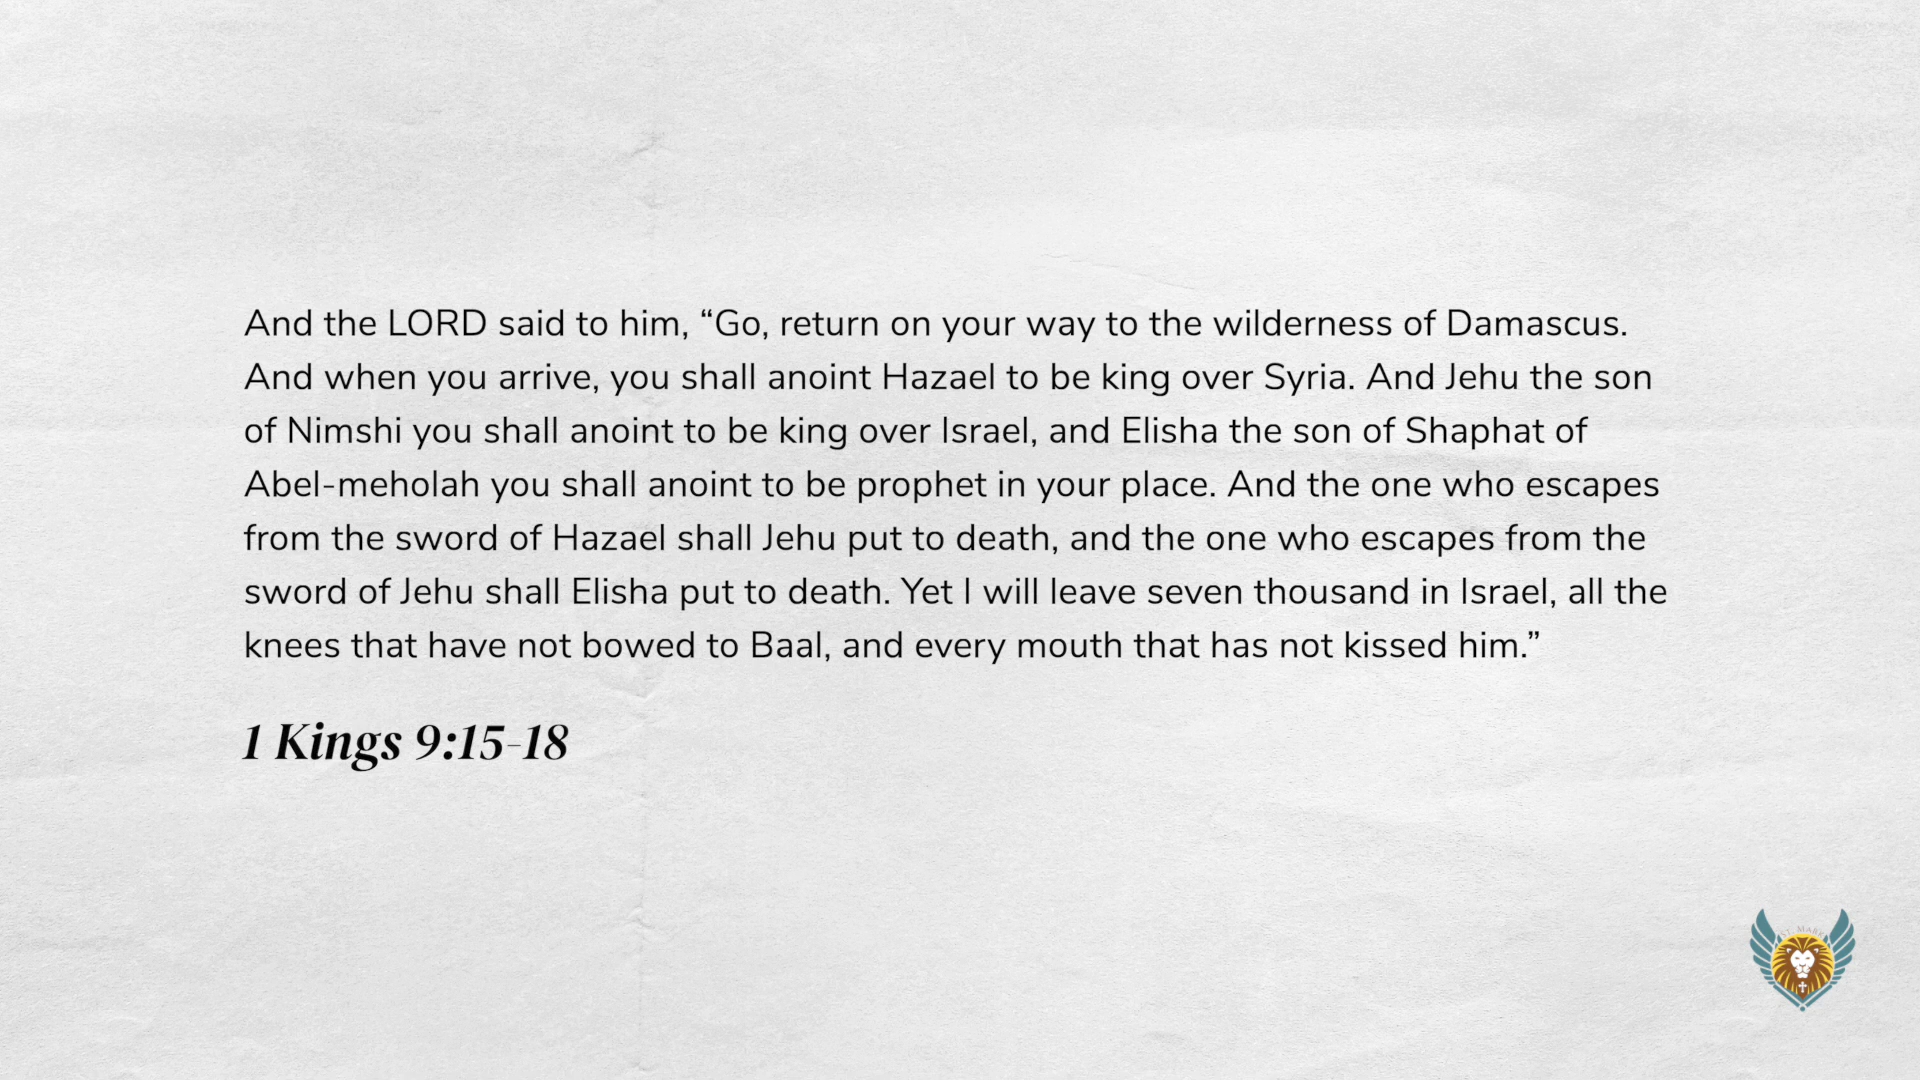 And the LORD said to him, “Go, return on your way to the wilderness of Damascus.
And when you arrive, you shall anoint Hazael to be king over Syria. And Jehu the son
of Nimshi you shall anoint to be king over Israel, and Elisha the son of Shaphat of
Abel-meholah you shall anoint to be prophet in your place. And the one who escapes
from the sword of Hazael shall Jehu put to death, and the one who escapes from the
sword of Jehu shall Elisha put to death. Yet I will leave seven thousand in Israel, all the
knees that have not bowed to Baal, and every mouth that has not kissed him.”
1 Kings 9:15-18
ST. MARK